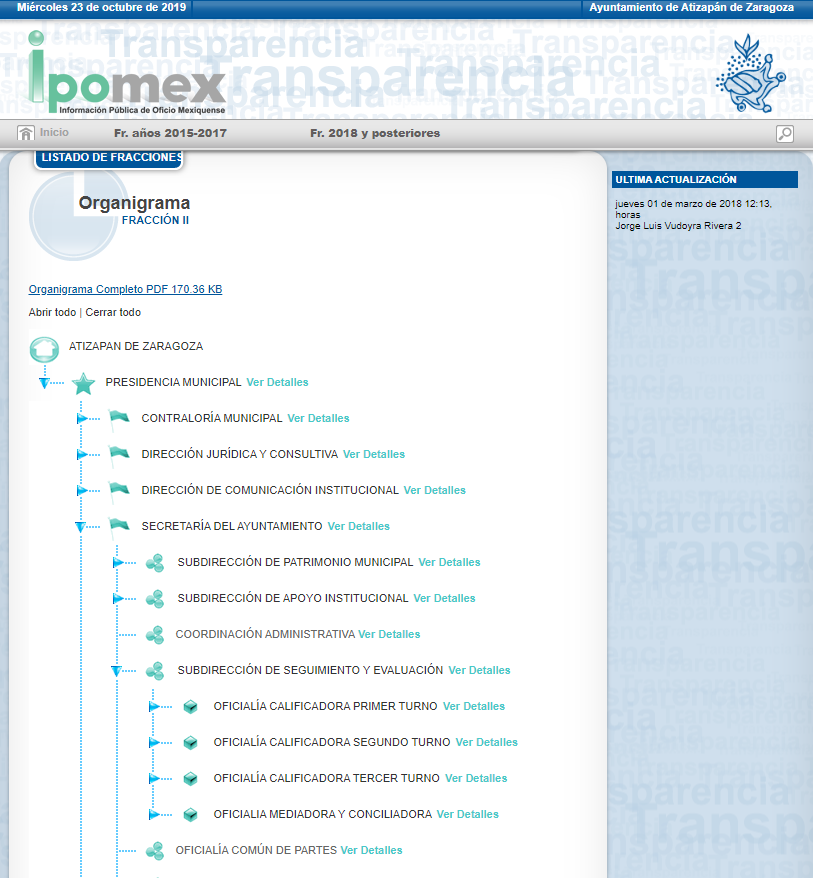 Miércoles 23 de octubre de 2019
Ayuntamiento de Atizapán de Zaragoza
Transparencia
ipomex
Información Pública de Oficio Mexiquense
Inicio
Fr. años 2015-2017
Fr. 2018 y posteriores
LISTADO DE FRACCIONES
Organigrama
FRACCIÓN II
Organigrama Completo PDF 170.36 KB
Abrir todo | Cerrar todo
ATIZAPAN DE ZARAGOZA
PRESIDENCIA MUNICIPAL Ver Detalles
CONTRALORÍA MUNICIPAL Ver Detalles
DIRECCIÓN JURÍDICA Y CONSULTIVA Ver Detalles
DIRECCIÓN DE COMUNICACIÓN INSTITUCIONAL Ver Detalles
SECRETARÍA DEL AYUNTAMIENTO Ver Detalles
SUBDIRECCIÓN DE PATRIMONIO MUNICIPAL Ver Detalles
SUBDIRECCIÓN DE APOYO INSTITUCIONAL Ver Detalles
COORDINACIÓN ADMINISTRATIVA Ver Detalles
SUBDIRECCIÓN DE SEGUIMIENTO Y EVALUACIÓN Ver Detalles
OFICIALÍA CALIFICADORA PRIMER TURNO Ver Detalles
OFICIALÍA CALIFICADORA SEGUNDO TURNO Ver Detalles
OFICIALÍA CALIFICADORA TERCER TURNO Ver Detalles
OFICIALIA MEDIADORA Y CONCILIADORA Ver Detalles
OFICIALÍA COMÚN DE PARTES Ver Detalles
ULTIMA ACTUALIZACIÓN
jueves 01 de marzo de 2018 12:13,
horas
Jorge Luis Vudoyra Rivera 2